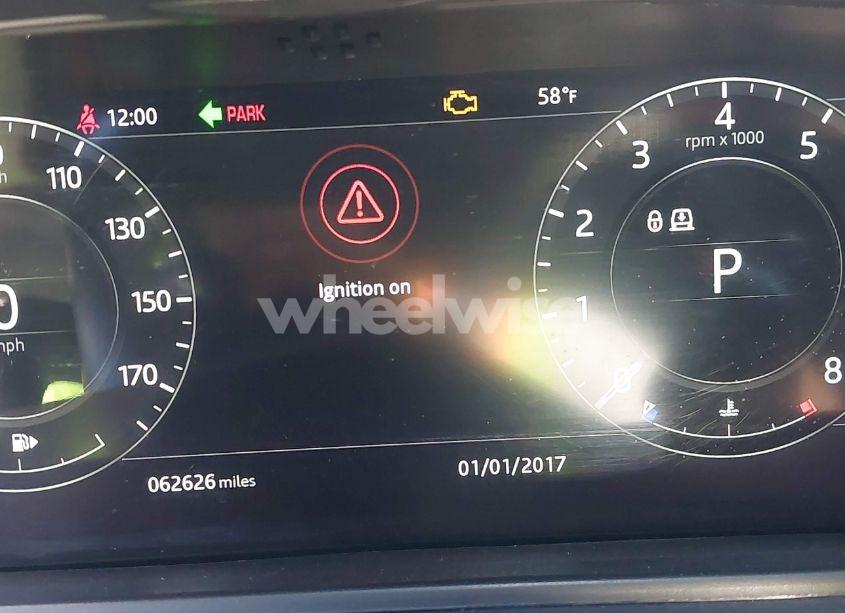 12:00
PARK
58°F
110
130
150
170
0
mph
Ignition on
wheelwise
rpm x 1000
0
1
2
3
4
5
8
P
062626 miles
01/01/2017